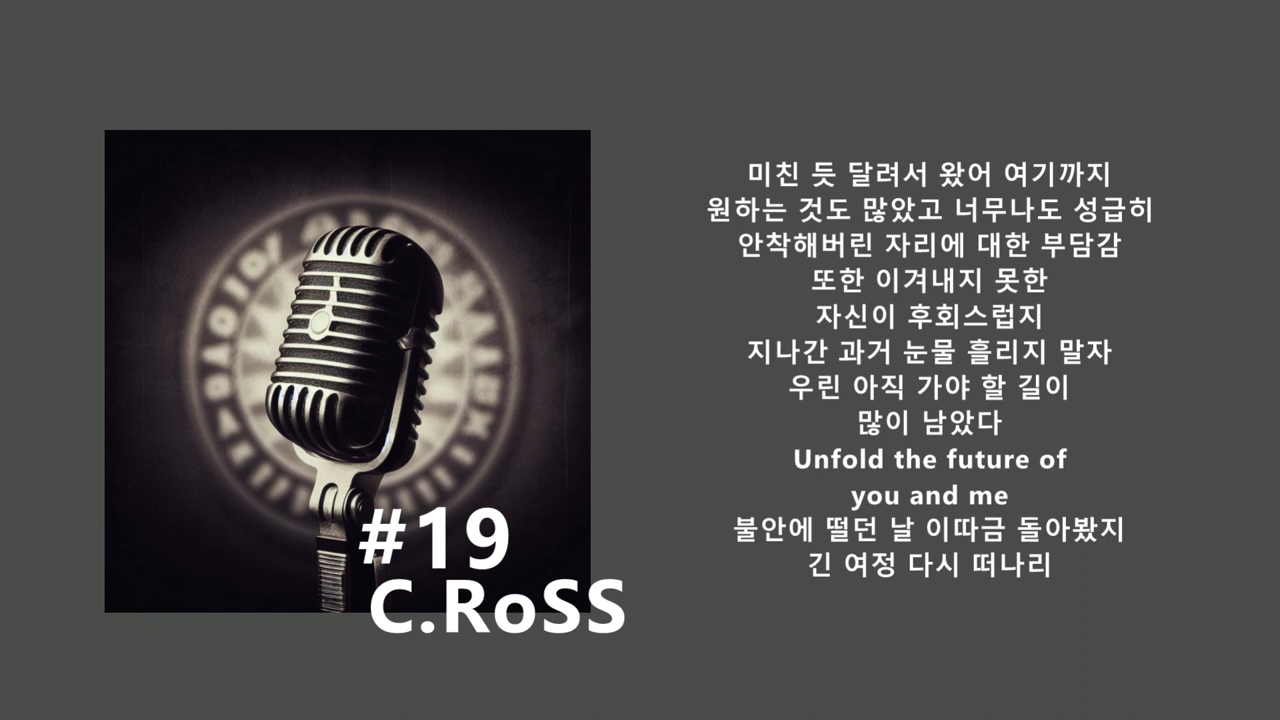 #19
C.RoSS
미친 듯 달려서 왔어 여기까지
원하는 것도 많았고 너무나도 성급히
안착해버린 자리에 대한 부담감
또한 이겨내지 못한
자신이 후회스럽지
지나간 과거 눈물 흘리지 말자
우린 아직 가야 할 길이
많이 남았다
Unfold the future of
you and me
불안에 떨던 날 이따금 돌아봤지
긴 여정 다시 떠나리